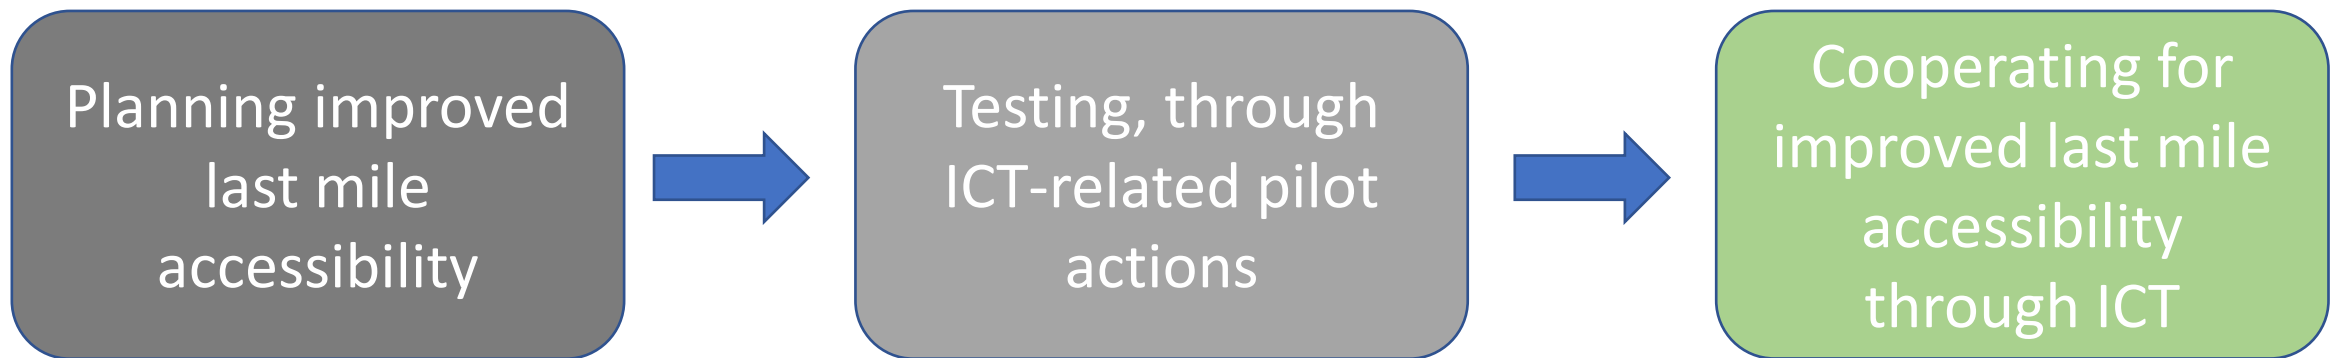 Planning improved
last mile
accessibility
Testing, through
ICT-related pilot
actions
Cooperating for
improved last mile
accessibility
through ICT